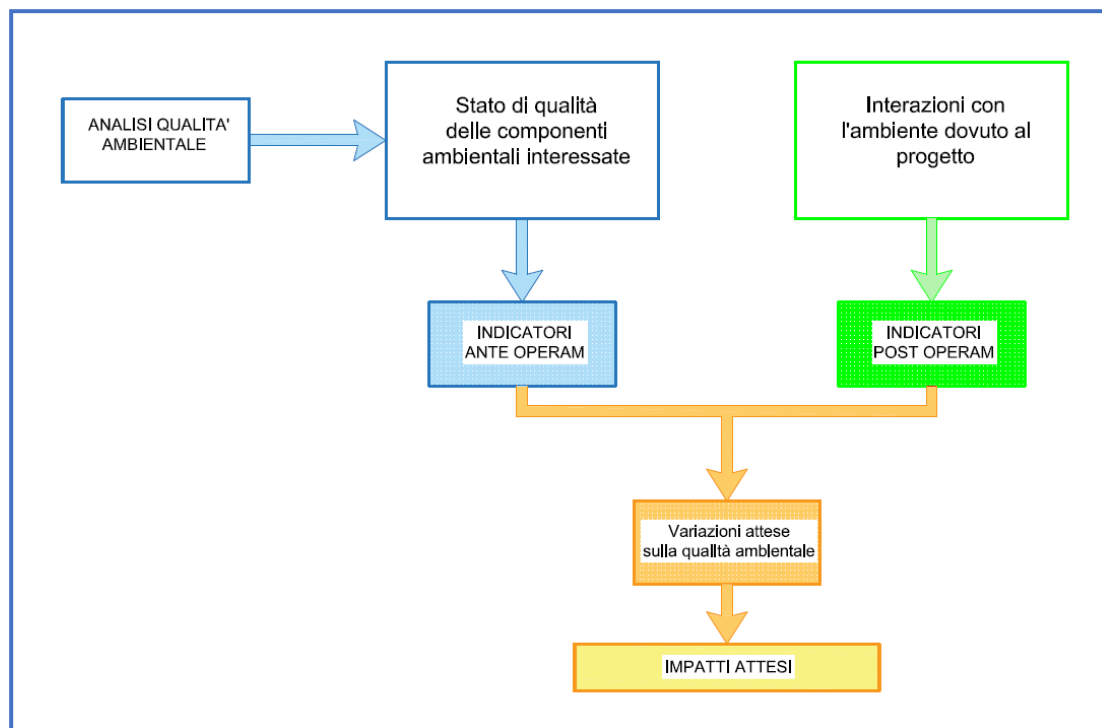 ANALISI QUALITA'
AMBIENTALE
Stato di qualità
delle componenti
ambientali interessate
Interazioni con
l'ambiente dovuto al
progetto
INDICATORI
ANTE OPERAM
INDICATORI
POST OPERAM
Variazioni attese
sulla qualità ambientale
IMPATTI ATTESI